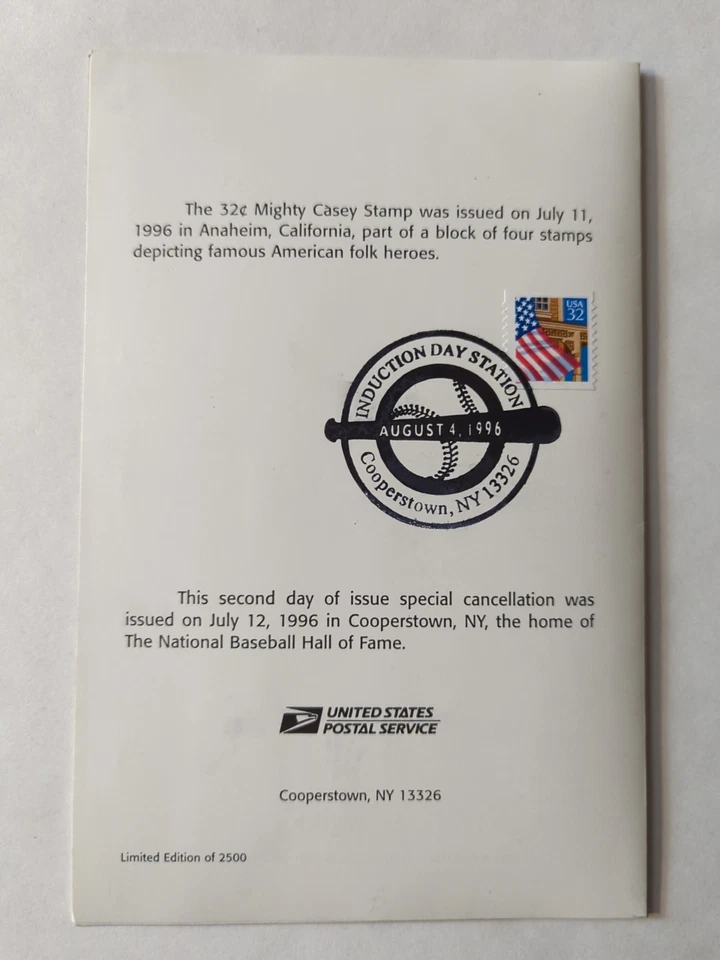 The 32¢ Mighty Casey Stamp was issued on July 11,
1996 in Anaheim, California, part of a block of four stamps
depicting famous American folk heroes.
USA
32
INDUCTION DAY STATION
AUGUST 4, 1996
Cooperstown, NY 13326
This second day of issue special cancellation was
issued on July 12, 1996 in Cooperstown, NY, the home of
The National Baseball Hall of Fame.
UNITED STATES
POSTAL SERVICE
Cooperstown, NY 13326
Limited Edition of 2500